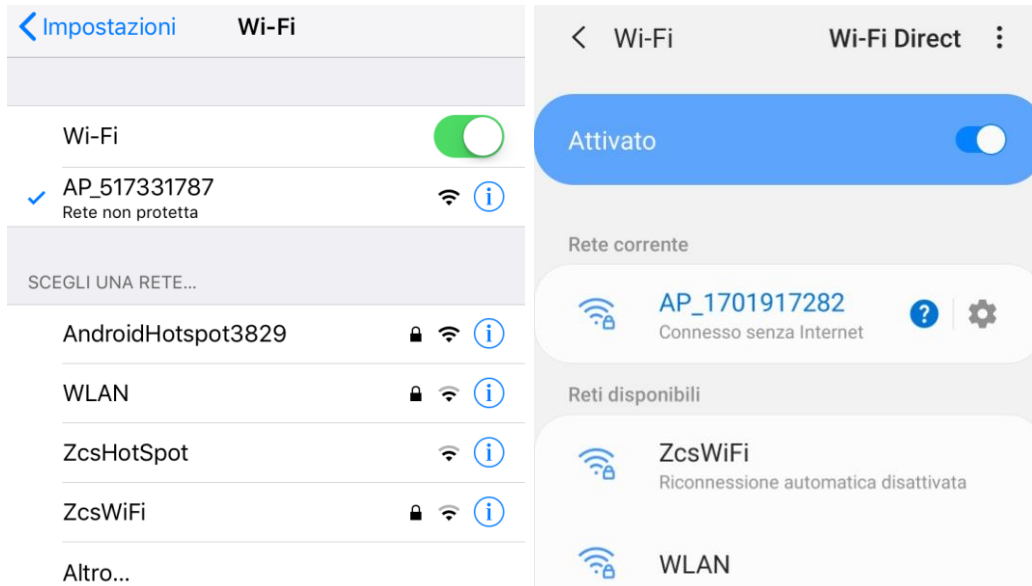 Impostazioni Wi-Fi
Wi-Fi
AP_517331787
Rete non protetta
SCEGLI UNA RETE...
AndroidHotspot3829
WLAN
ZcsHotSpot
ZcsWiFi
Altro...
Wi-Fi Wi-Fi Direct
Attivato
Rete corrente
AP_1701917282
Connesso senza Internet
Reti disponibili
ZcsWiFi
Riconnessione automatica disattivata
WLAN